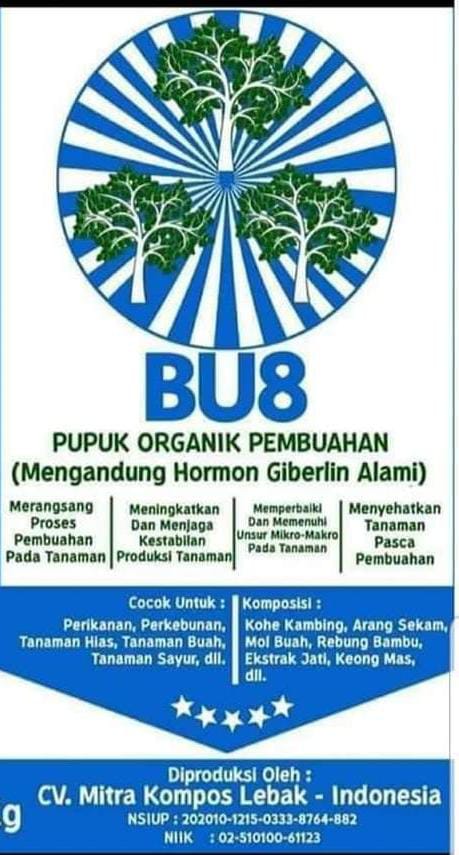 BU8
PUPUK ORGANIK PEMBUAHAN
(Mengandung Hormon Giberlin Alami)
Merangsang
Proses
Pembuahan
Pada Tanaman
Meningkatkan
Dan Menjaga
Kestabilan
Produksi Tanaman
Memperbaiki
Dan Memenuhi
Unsur Mikro-Makro
Pada Tanaman
Menyehatkan
Tanaman
Pasca
Pembuahan
Cocok Untuk :
Perikanan, Perkebunan,
Tanaman Hias, Tanaman Buah,
Tanaman Sayur, dll.
Komposisi :
Kohe Kambing, Arang Sekam,
Mol Buah, Rebung Bambu,
Ekstrak Jati, Keong Mas,
dll.
Diproduksi Oleh :
CV. Mitra Kompos Lebak - Indonesia
NSIUP : 202010-1215-0333-8764-882
NIIK : 02-510100-61123